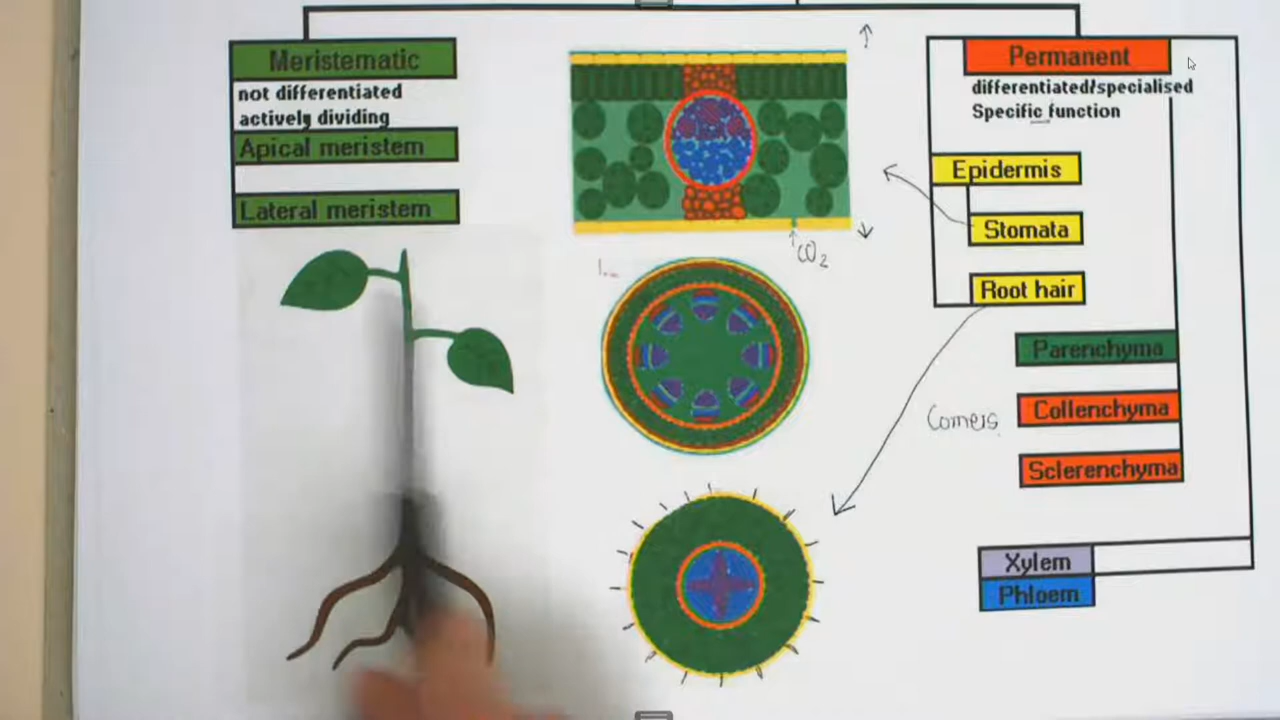 Meristematic
not differentiated
actively dividing
Apical meristem
Lateral meristem
CO2
Permanent
differentiated/specialised
Specific function
Epidermis
Stomata
Root hair
Parenchyma
Collenchyma
Corners
Sclerenchyma
Xylem
Phloem